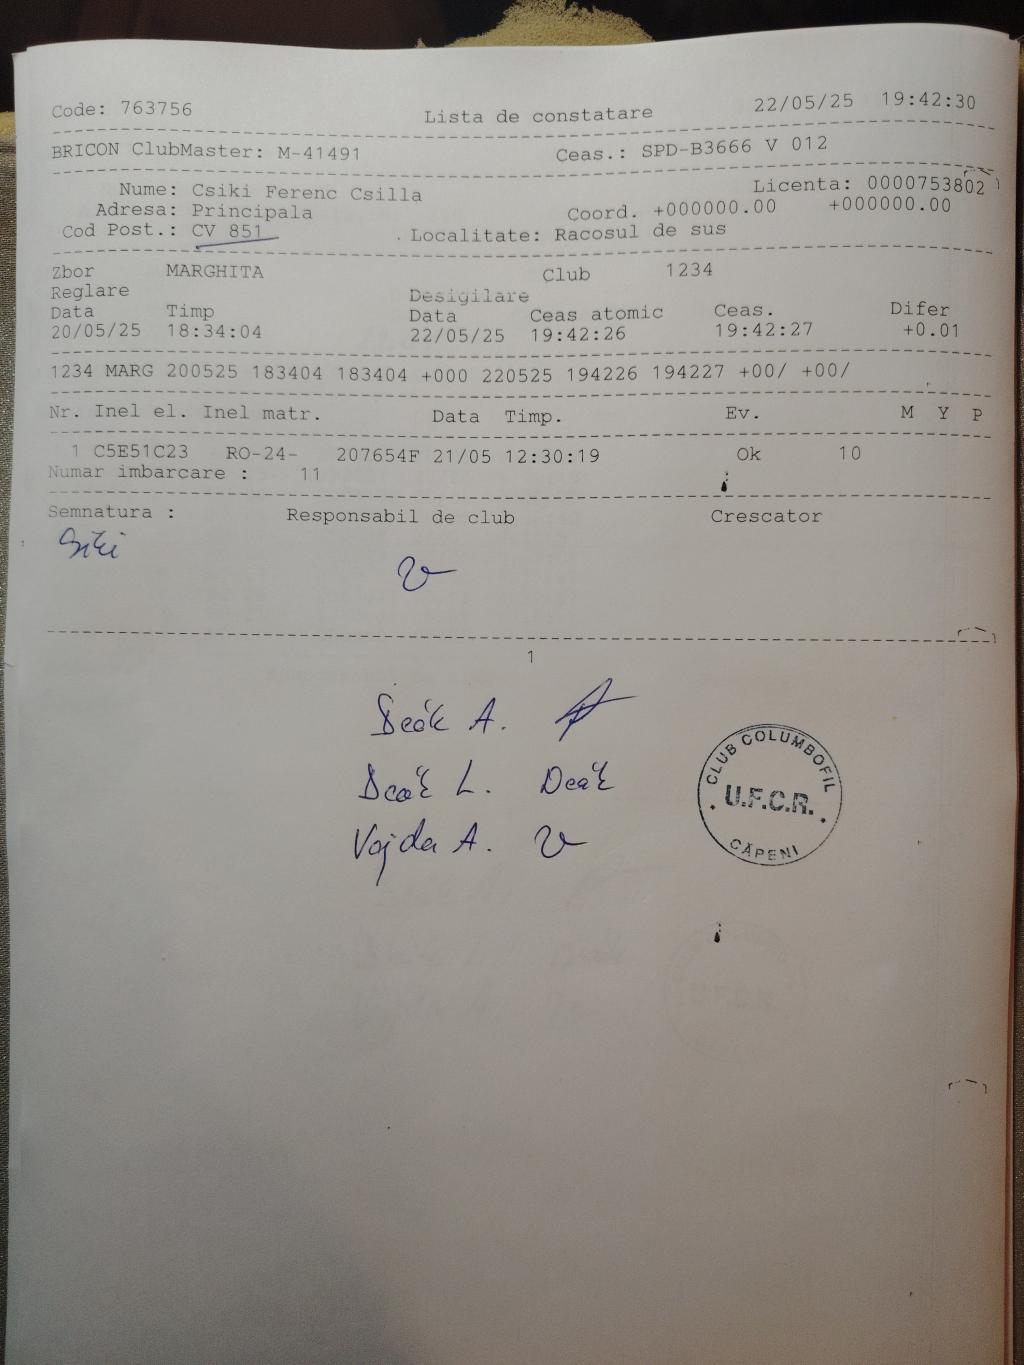 Code: 763756 Lista de constatare 22/05/25 19:42:30
BRICON ClubMaster: M-41491 Ceas.: SPD-B3666 V 012
Nume: Csiki Ferenc Csilla Licenta: 0000753802
Adresa: Principala Coord. +000000.00 +000000.00
Cod Post.: CV 851 Localitate: Racosul de sus
Zbor MARGHITA Club 1234
Reglare Desigilare
Data Timp Data Ceas atomic Ceas. Difer
20/05/25 18:34:04 22/05/25 19:42:26 19:42:27 +0.01
1234 MARG 200525 183404 183404 +000 220525 194226 194227 +00/ +00/
Nr. Inel el. Inel matr. Data Timp. Ev. M Y P
1 C5E51C23 RO-24- 207654F 21/05 12:30:19 Ok 10
Numar imbarcare : 11
Semnatura : Responsabil de club Crescator
1
Deák A.
Deák L. Deák
Vajda A.
CLUB COLUMBOFIL
U.F.C.R.
CĂPENI